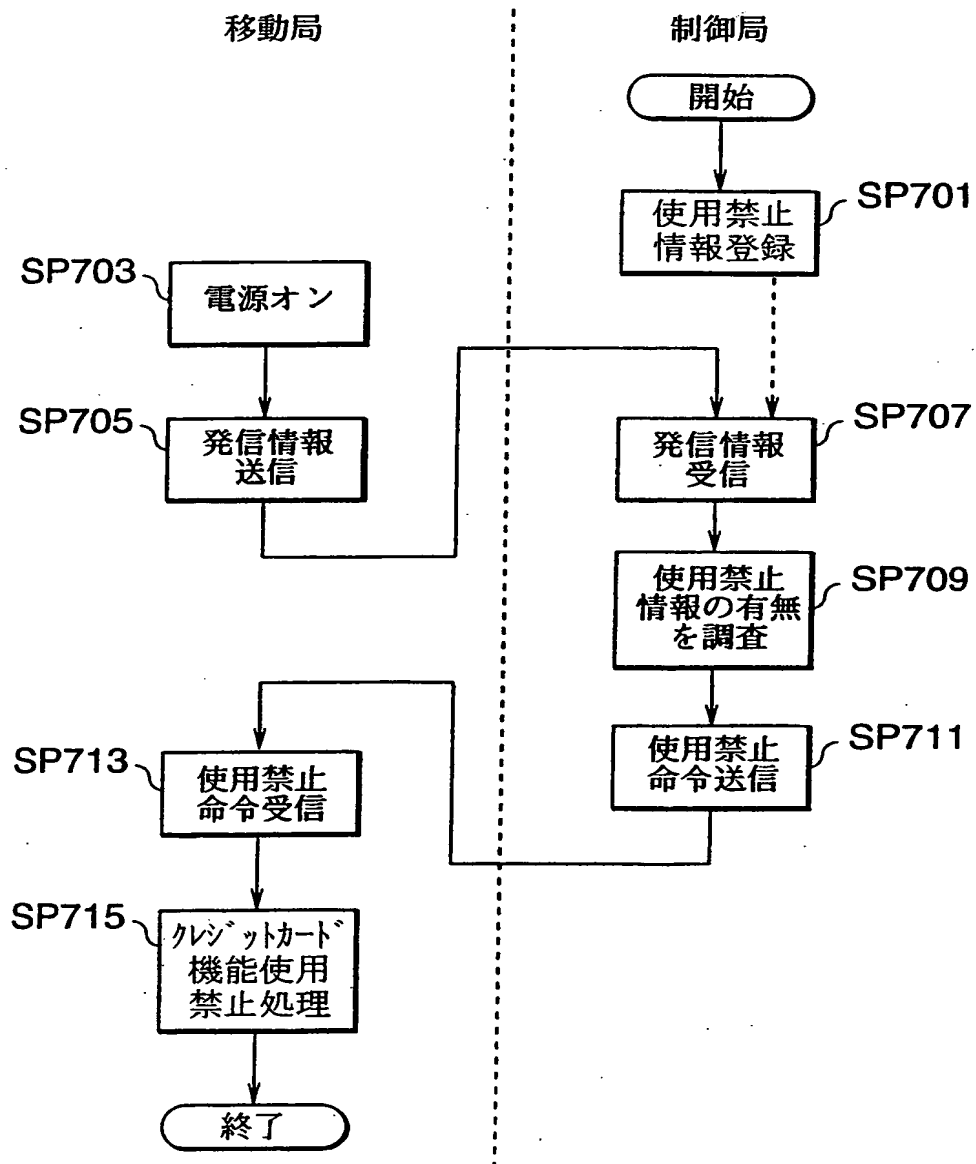 移動局
制御局
開始
SP701
使用禁止
情報登録
SP703
電源オン
SP705
発信情報
送信
SP707
発信情報
受信
SP709
使用禁止
情報の有無
を調査
SP711
使用禁止
命令送信
SP713
使用禁止
命令受信
SP715
クレジットカード
機能使用
禁止処理
終了